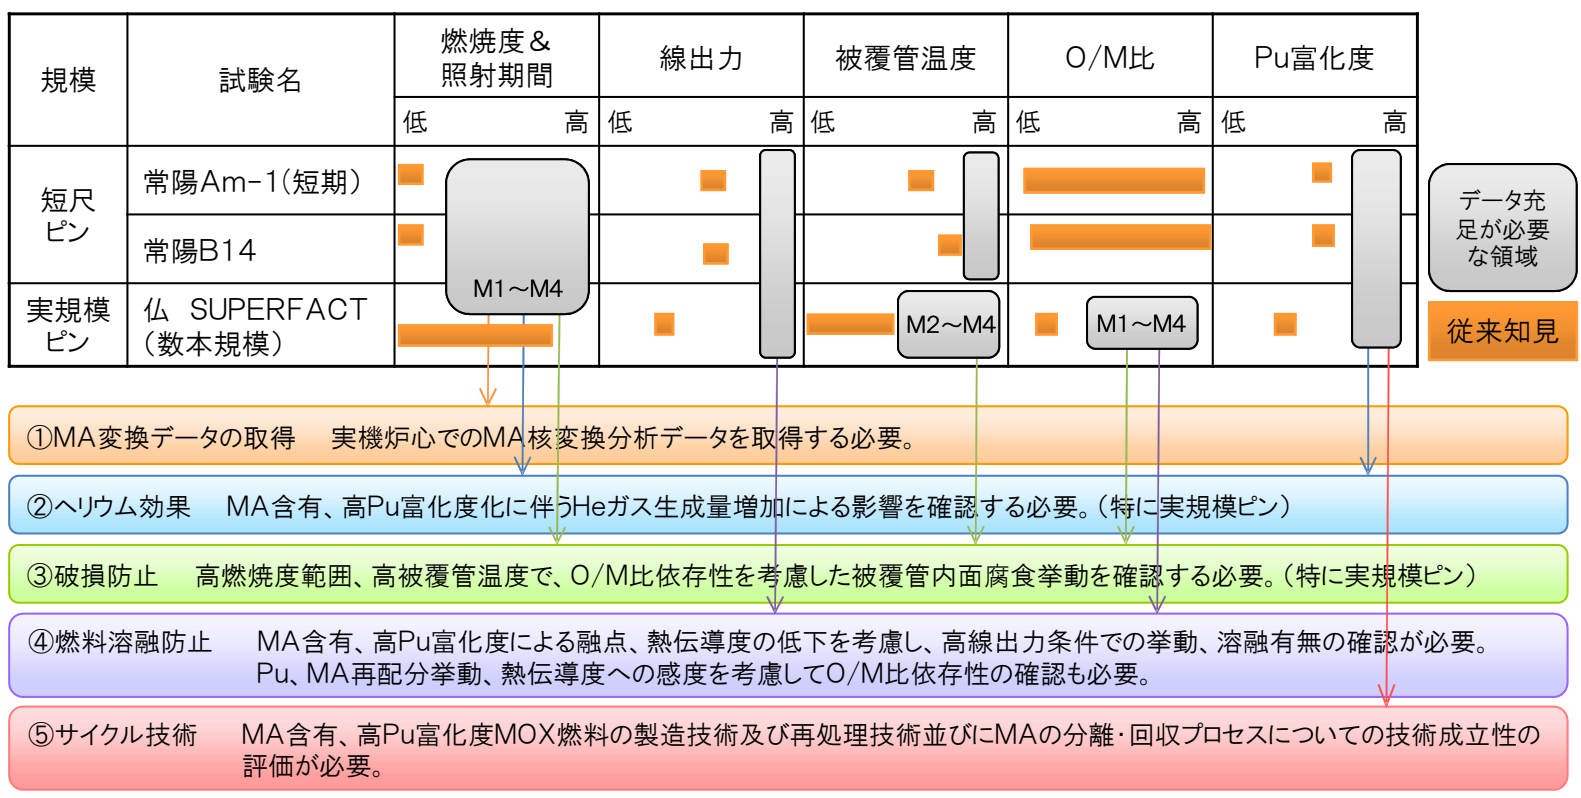 規模
試験名
燃焼度＆
照射期間
線出力
被覆管温度
O/M比
Pu富化度
低 高
低 高
低 高
低 高
低 高
短尺
ピン
常陽Am-1(短期)
常陽B14
M1～M4
実規模
ピン
仏 SUPERFACT
(数本規模)
M2～M4
M1～M4
データ充
足が必要
な領域
従来知見
①MA変換データの取得 実機炉心でのMA核変換分析データを取得する必要。
②ヘリウム効果 MA含有、高Pu富化度化に伴うHeガス生成量増加による影響を確認する必要。(特に実規模ピン)
③破損防止 高燃焼度範囲、高被覆管温度で、O/M比依存性を考慮した被覆管内面腐食挙動を確認する必要。(特に実規模ピン)
④燃料溶融防止 MA含有、高Pu富化度による融点、熱伝導度の低下を考慮し、高線出力条件での挙動、溶融有無の確認が必要。
Pu、MA再配分挙動、熱伝導度への感度を考慮してO/M比依存性の確認も必要。
⑤サイクル技術 MA含有、高Pu富化度MOX燃料の製造技術及び再処理技術並びにMAの分離・回収プロセスについての技術成立性の
評価が必要。